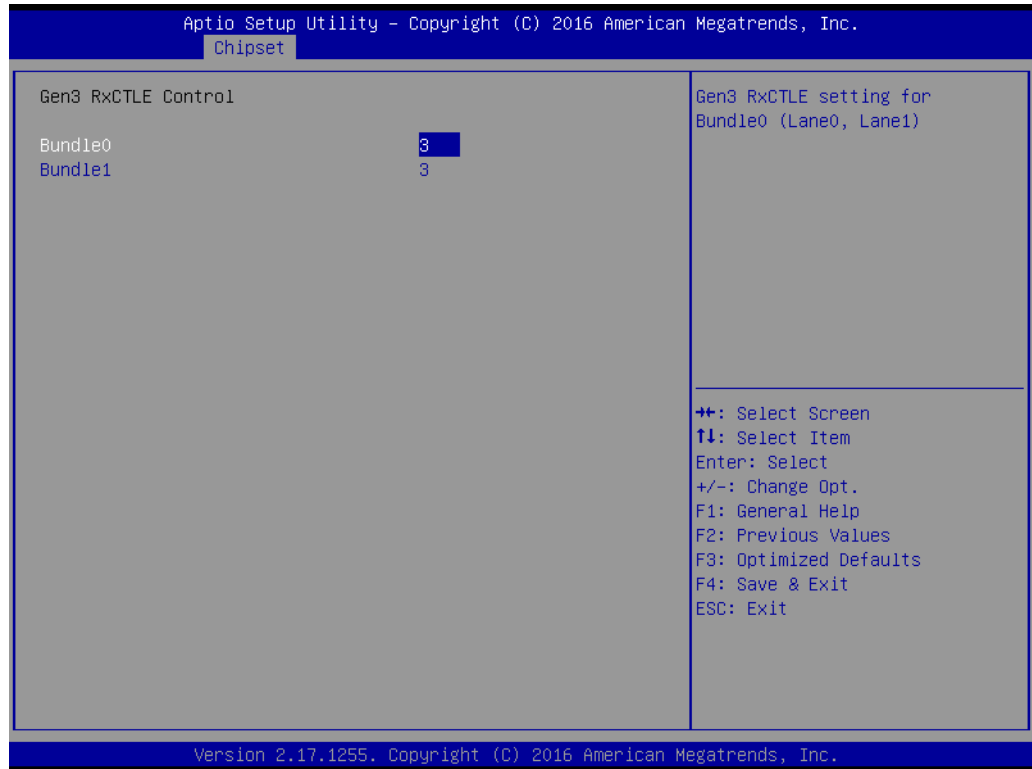 Aptio Setup Utility – Copyright (C) 2016 American Megatrends, Inc.
Chipset
Gen3 RxCTLE Control
Bundle0 3
Bundle1 3
Gen3 RxCTLE setting for
Bundle0 (Lane0, Lane1)
→←: Select Screen
↑↓: Select Item
Enter: Select
+/-: Change Opt.
F1: General Help
F2: Previous Values
F3: Optimized Defaults
F4: Save & Exit
ESC: Exit
Version 2.17.1255. Copyright (C) 2016 American Megatrends, Inc.